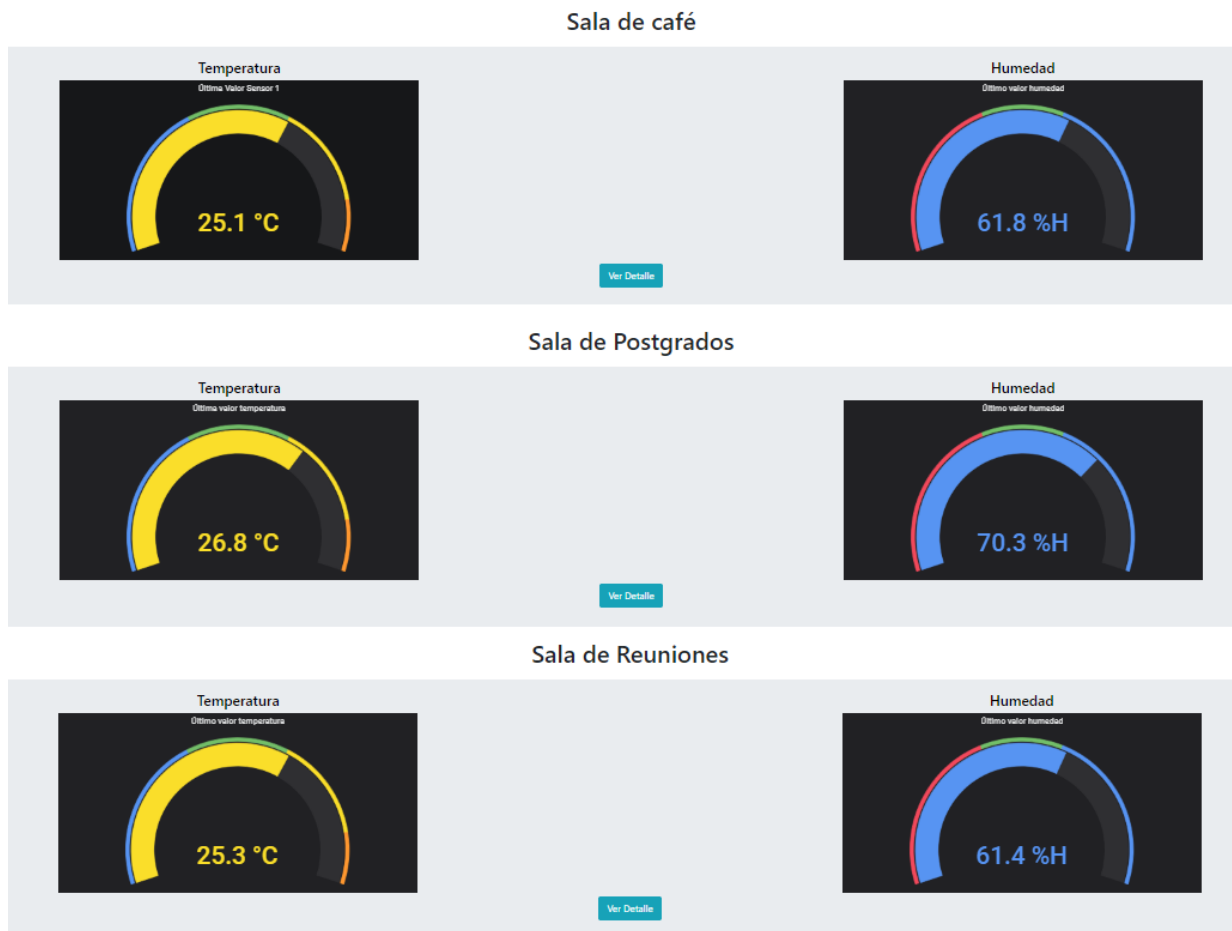 Sala de café
Temperatura
Última Valor Sensor 1
25.1 °C
Humedad
Último valor humedad
61.8 %H
Ver Detalle
Sala de Postgrados
Temperatura
Última valor temperatura
26.8 °C
Humedad
Último valor humedad
70.3 %H
Ver Detalle
Sala de Reuniones
Temperatura
Último valor temperatura
25.3 °C
Humedad
Último valor humedad
61.4 %H
Ver Detalle